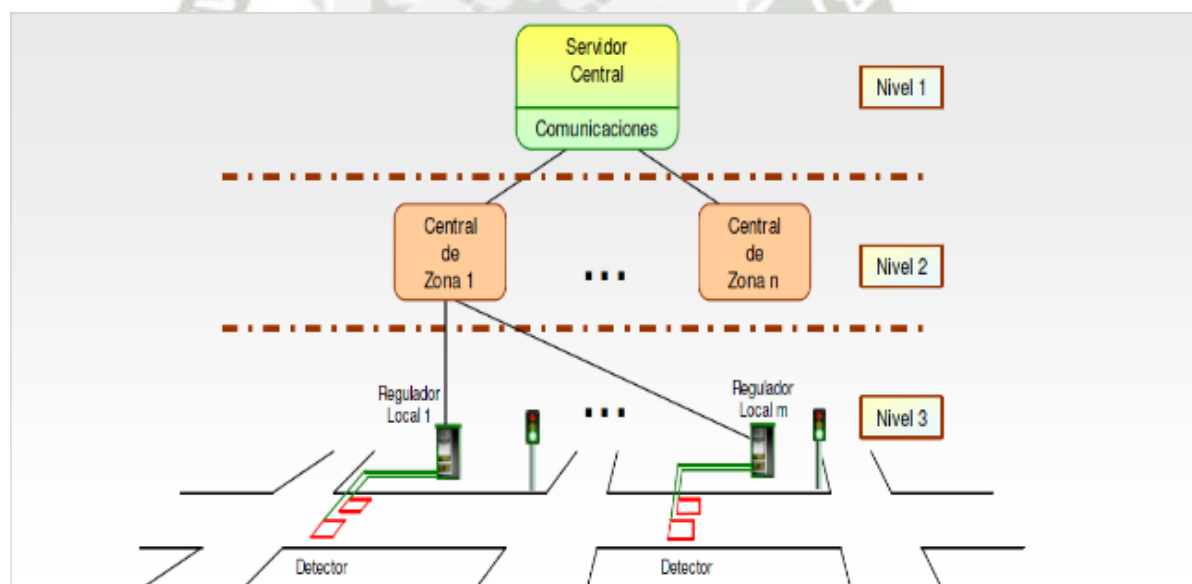 Servidor
Central
Comunicaciones
Nivel 1
Central
de
Zona 1
...
Central
de
Zona n
Nivel 2
Regulador
Local 1
...
Regulador
Local m
Nivel 3
Detector
Detector